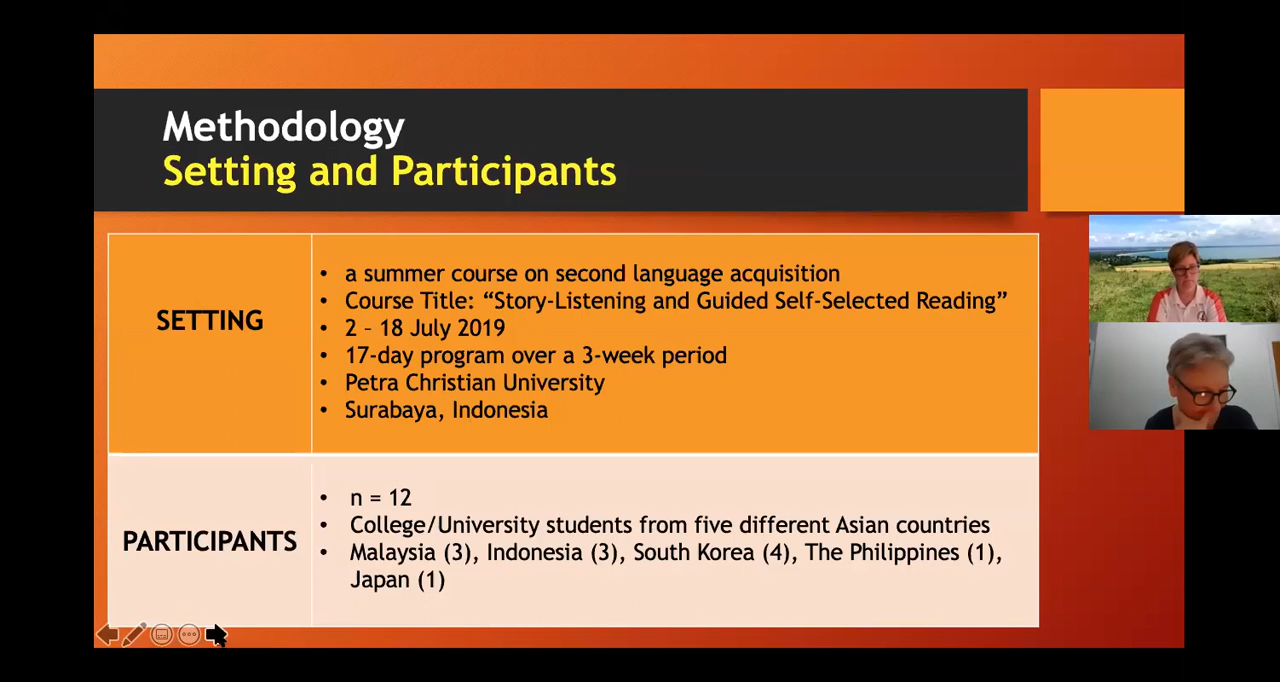 Methodology
Setting and Participants
SETTING
• a summer course on second language acquisition
• Course Title: “Story-Listening and Guided Self-Selected Reading”
• 2 – 18 July 2019
• 17-day program over a 3-week period
• Petra Christian University
• Surabaya, Indonesia
PARTICIPANTS
• n = 12
• College/University students from five different Asian countries
• Malaysia (3), Indonesia (3), South Korea (4), The Philippines (1),
Japan (1)